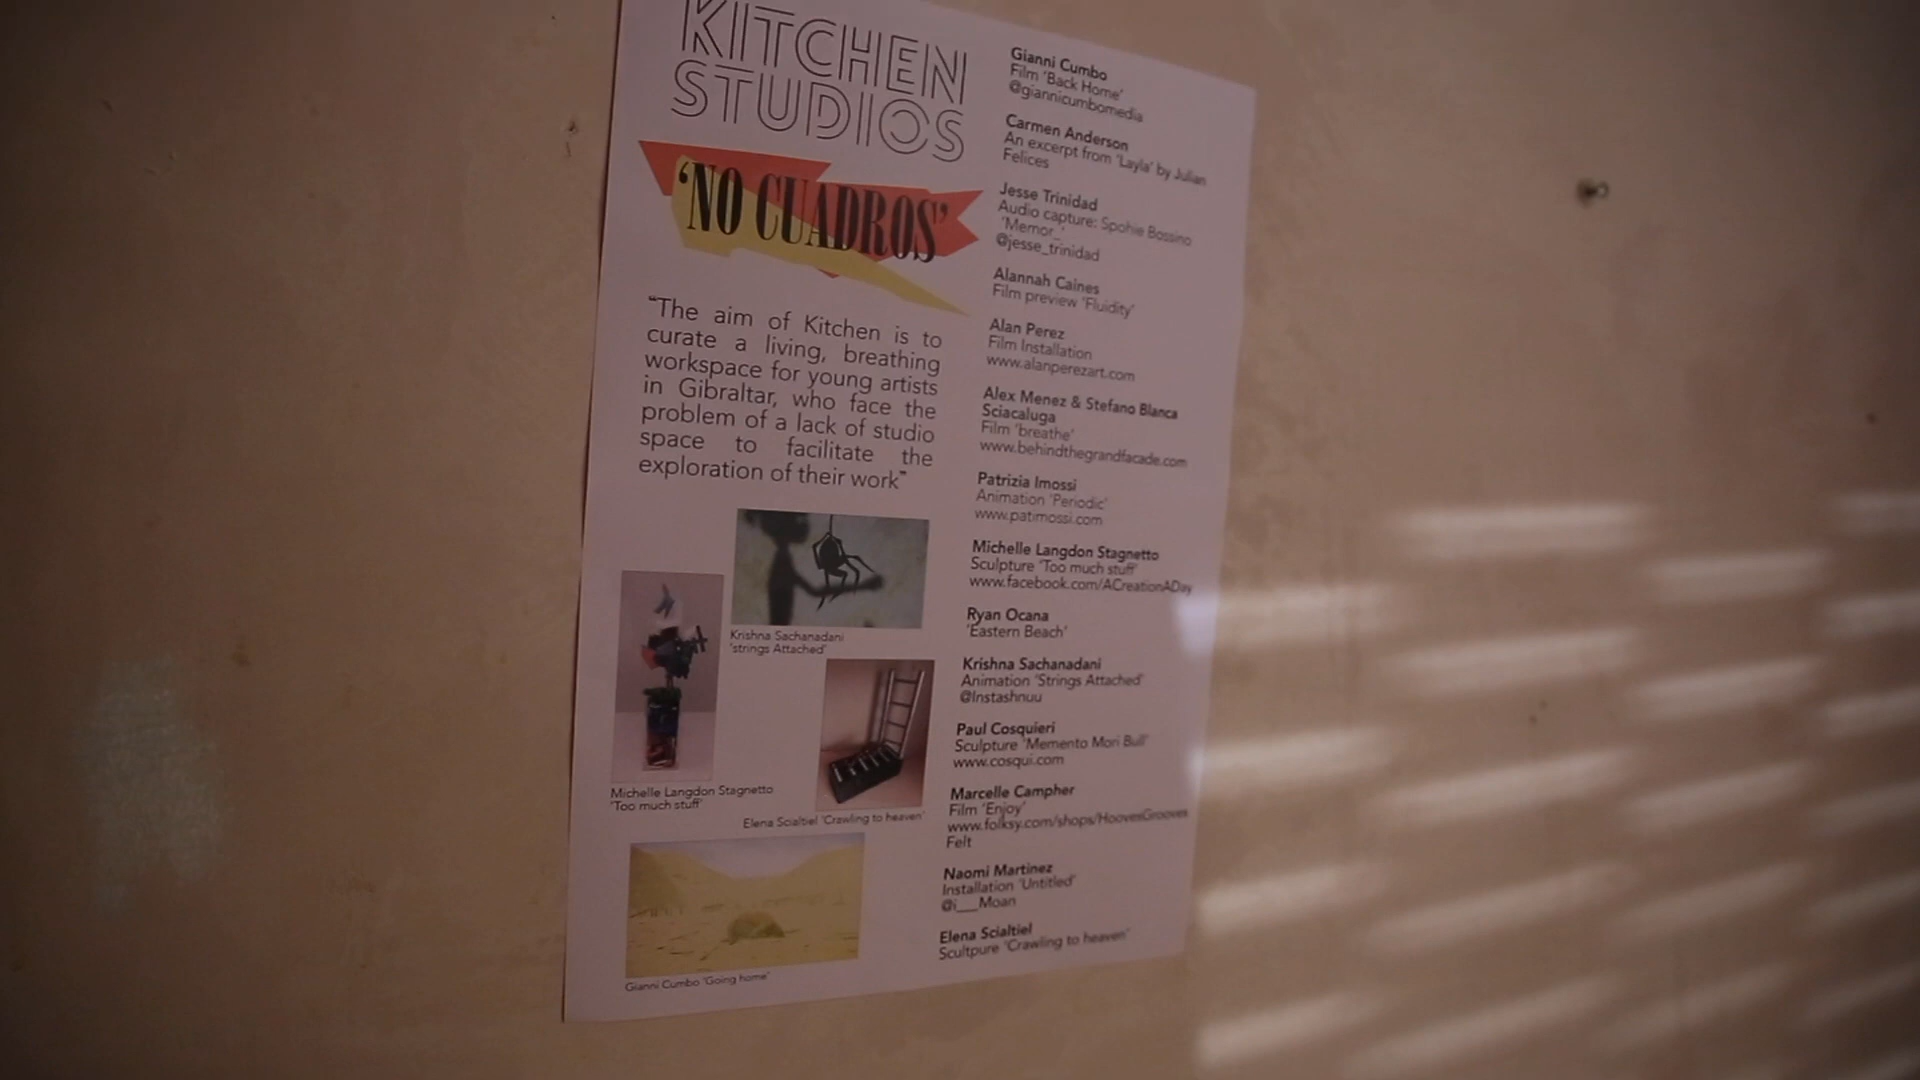 KITCHEN
STUDIOS
‘NO CUADROS’
“The aim of Kitchen is to
curate a living, breathing
workspace for young artists
in Gibraltar, who face the
problem of a lack of studio
space to facilitate the
exploration of their work”
Krishna Sachanadani
‘strings Attached’
Michelle Langdon Stagnetto
‘Too much stuff’
Elena Scialtiel ‘Crawling to heaven’
Gianni Cumbo ‘Going home’
Gianni Cumbo
Film ‘Back Home’
@giannicumbomedia
Carmen Anderson
An excerpt from ‘Layla’ by Julian
Felices
Jesse Trinidad
Audio capture: Spohie Bossino
‘Memor_’
@jesse_trinidad
Alannah Caines
Film preview ‘Fluidity’
Alan Perez
Film Installation
www.alanperezart.com
Alex Menez & Stefano Blanca
Sciacaluga
Film ‘breathe’
www.behindthegrandfacade.com
Patrizia Imossi
Animation ‘Periodic’
www.patimossi.com
Michelle Langdon Stagnetto
Sculpture ‘Too much stuff’
www.facebook.com/ACreationADay
Ryan Ocana
‘Eastern Beach’
Krishna Sachanadani
Animation ‘Strings Attached’
@Instashnuu
Paul Cosquieri
Sculpture ‘Memento Mori Bull’
www.cosqui.com
Marcelle Campher
Film ‘Enjoy’
www.folksy.com/shops/HoovesGrooves
Felt
Naomi Martinez
Installation ‘Untitled’
@i___Moan
Elena Scialtiel
Scultpure ‘Crawling to heaven’